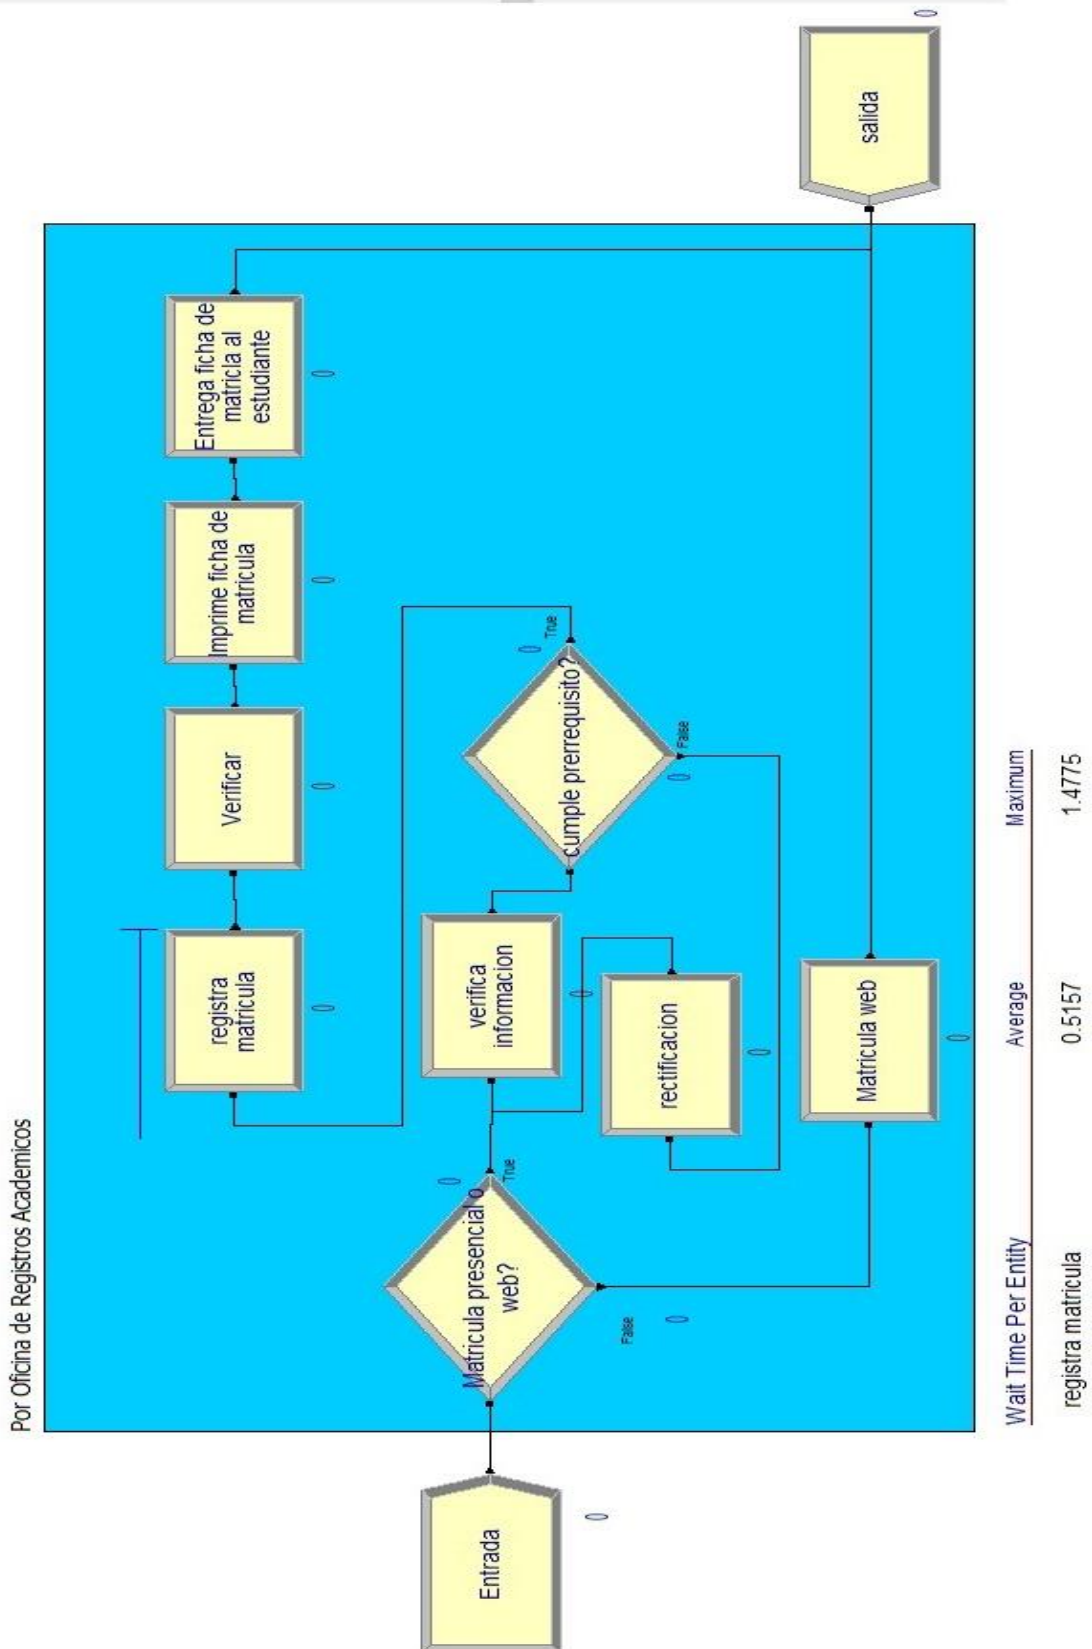 Por Oficina de Registros Academicos
Entrada
0
Matricula presencial o
web?
0
True
False
0
registra
matricula
0
Verificar
0
Imprime ficha de
matricula
0
Entrega ficha de
matricla al
estudiante
0
verifica
informacion
0
cumple prerrequisito?
0
True
False
0
rectificacion
0
Matricula web
0
salida
0
Wait Time Per Entity Average Maximum
registra matricula 0.5157 1.4775